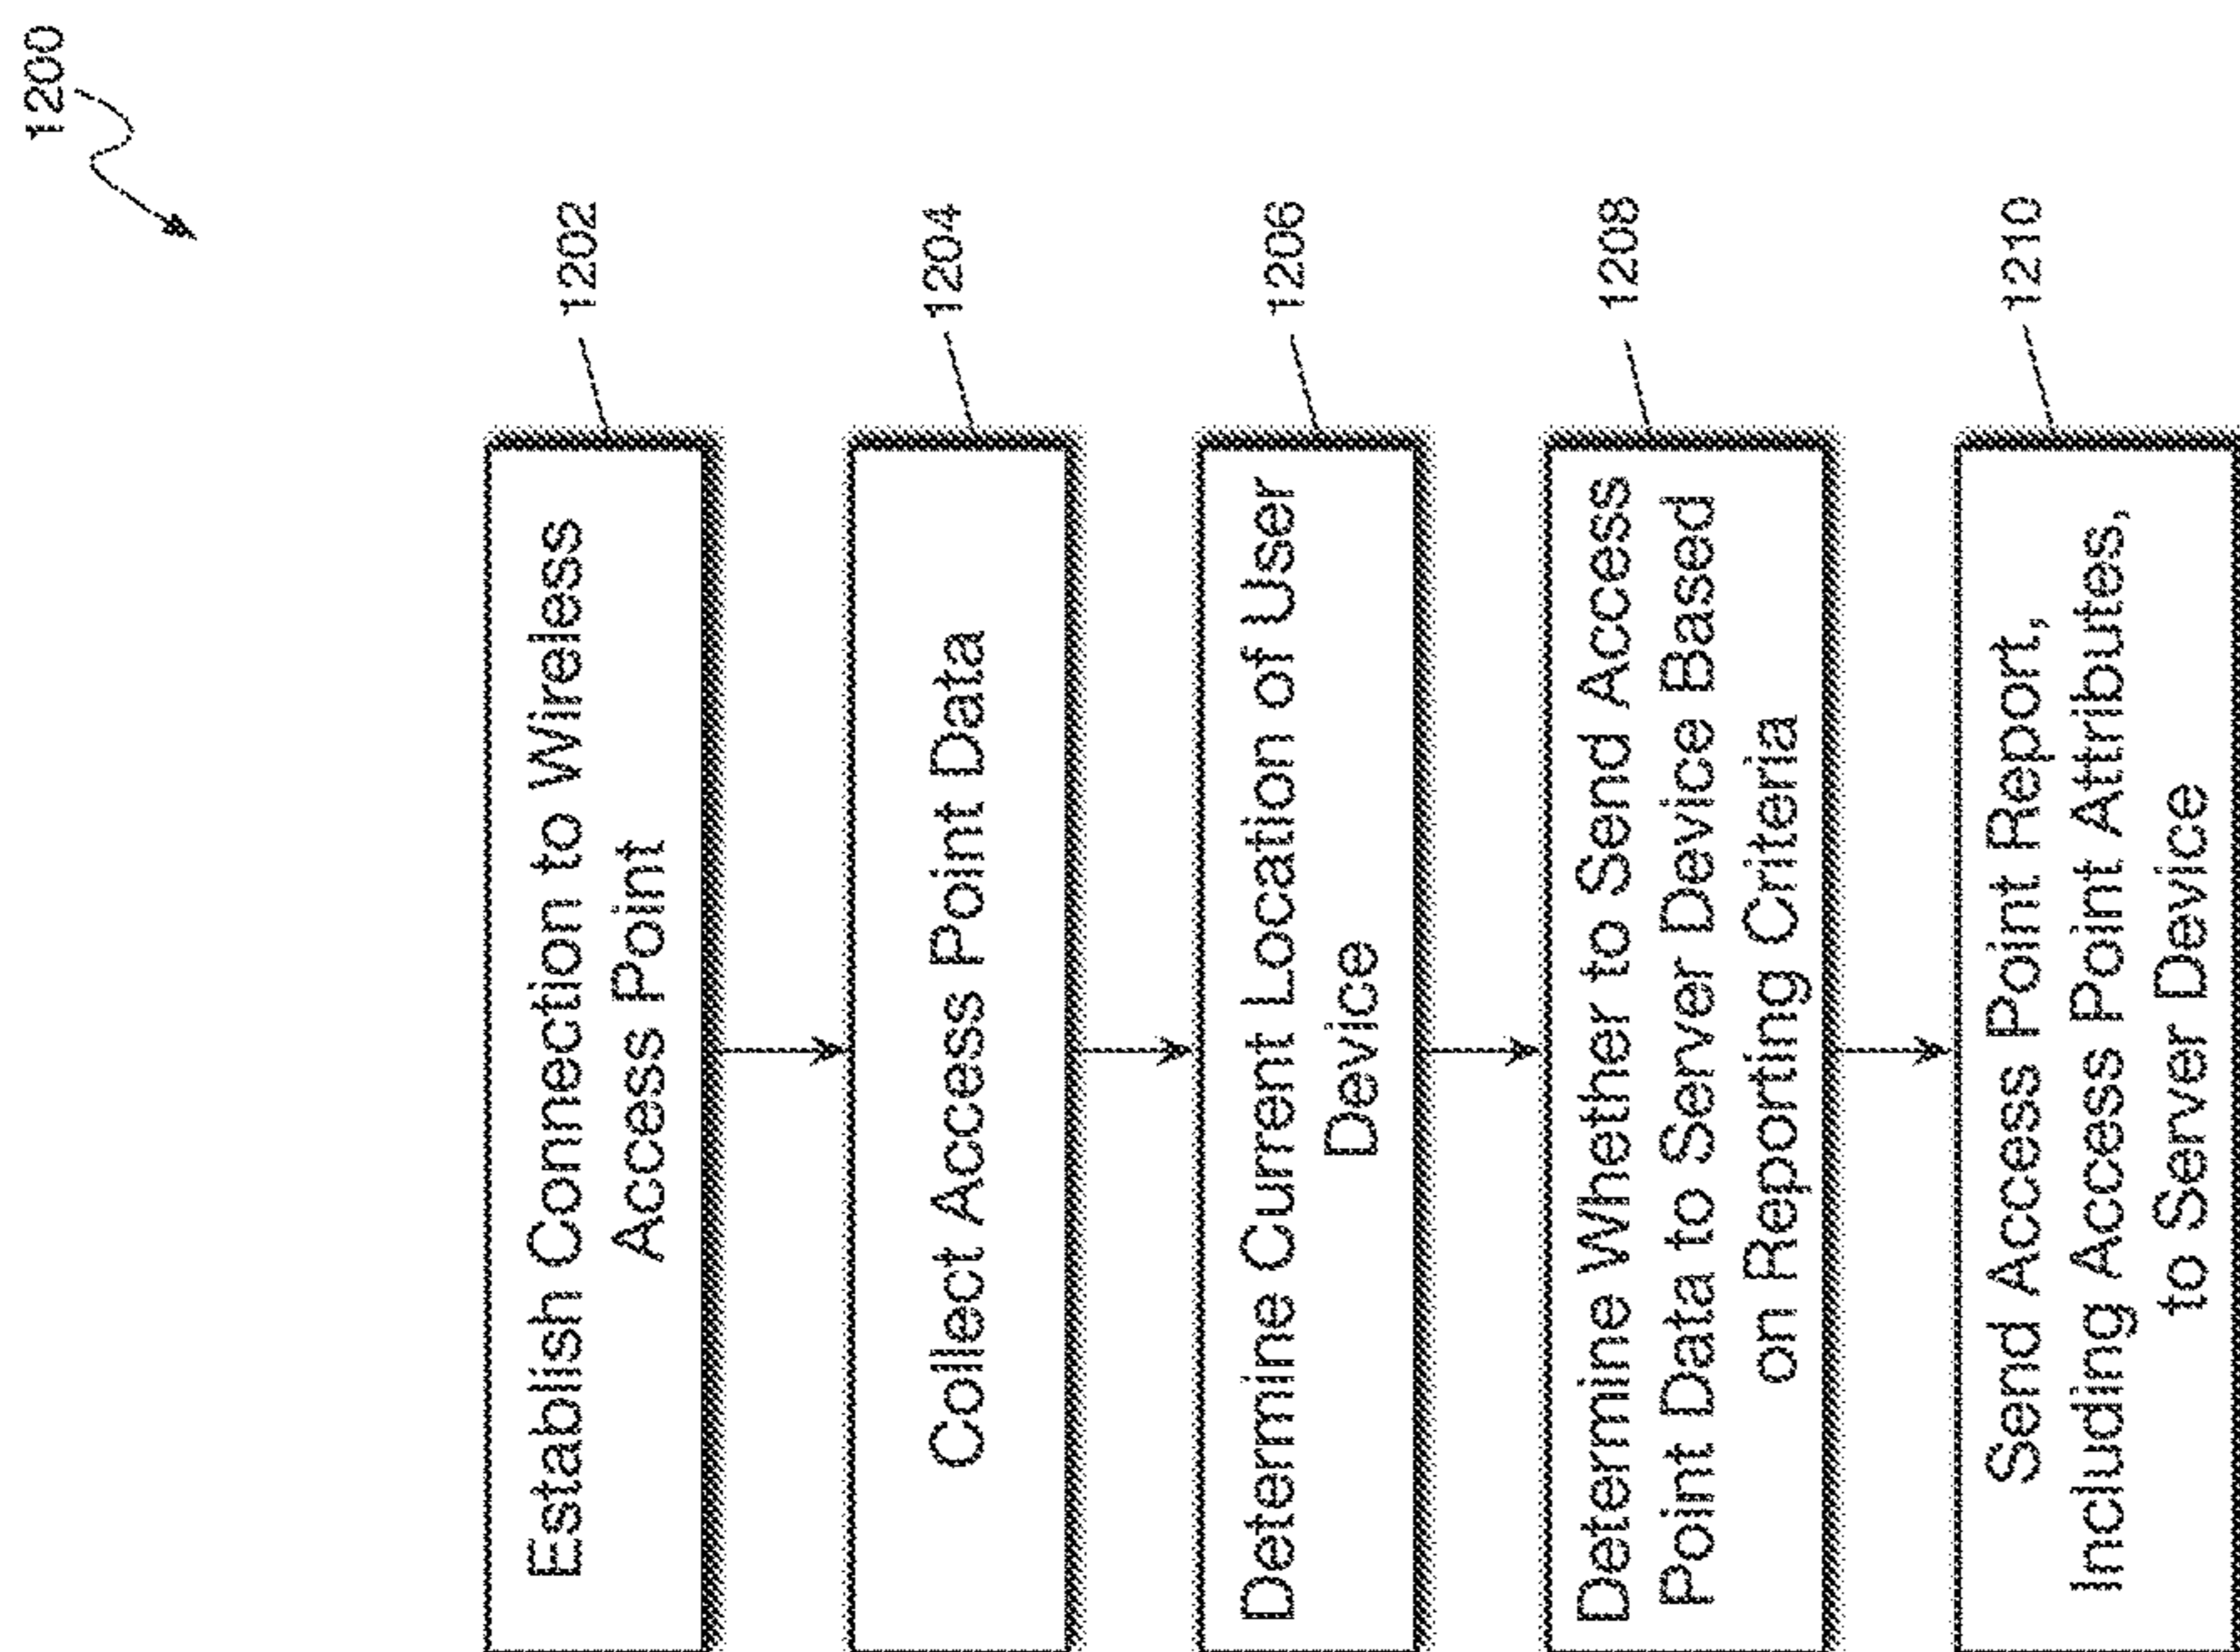 1200
Establish Connection to Wireless
Access Point
1202
Collect Access Point Data
1204
Determine Current Location of User
Device
1206
Determine Whether to Send Access
Point Data to Server Device Based
on Reporting Criteria
1208
Send Access Point Report,
Including Access Point Attributes,
to Server Device
1210